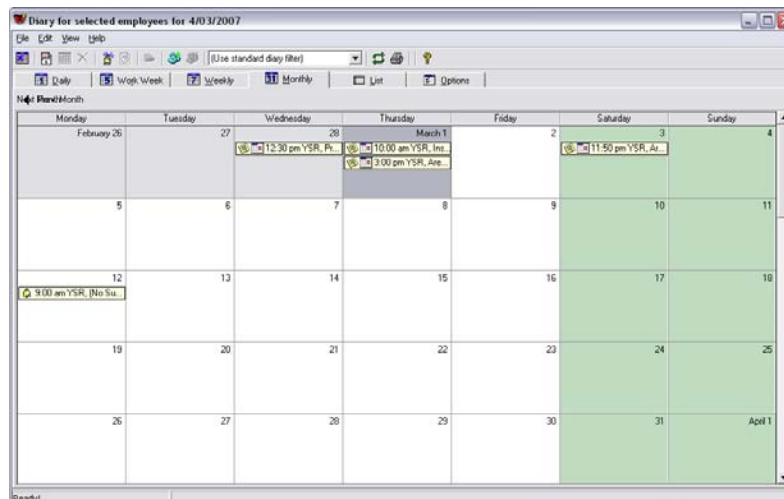 Diary for selected employees for 4/03/2007
File Edit View Help
(Use standard diary filter)
1 Daily 5 Work Week 7 Weekly 31 Monthly List Options
Month
Monday Tuesday Wednesday Thursday Friday Saturday Sunday
February 26 27 28 March 1 2 3 4
12:30 pm YSR, Pr... 10:00 am YSR, Ins... 11:50 pm YSR, Ar...
3:00 pm YSR, Are...
5 6 7 8 9 10 11
12 13 14 15 16 17 18
9:00 am YSR, (No Su...
19 20 21 22 23 24 25
26 27 28 29 30 31 April 1
Ready!